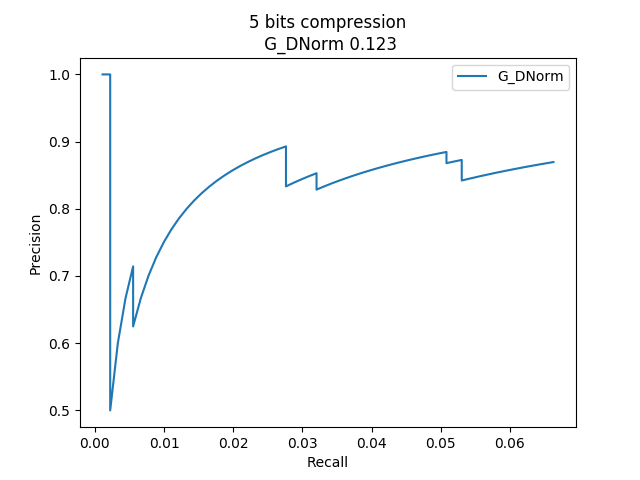 5 bits compression
G_DNorm 0.123
G_DNorm
1.0
0.9
0.8
0.7
0.6
0.5
Precision
0.00 0.01 0.02 0.03 0.04 0.05 0.06
Recall